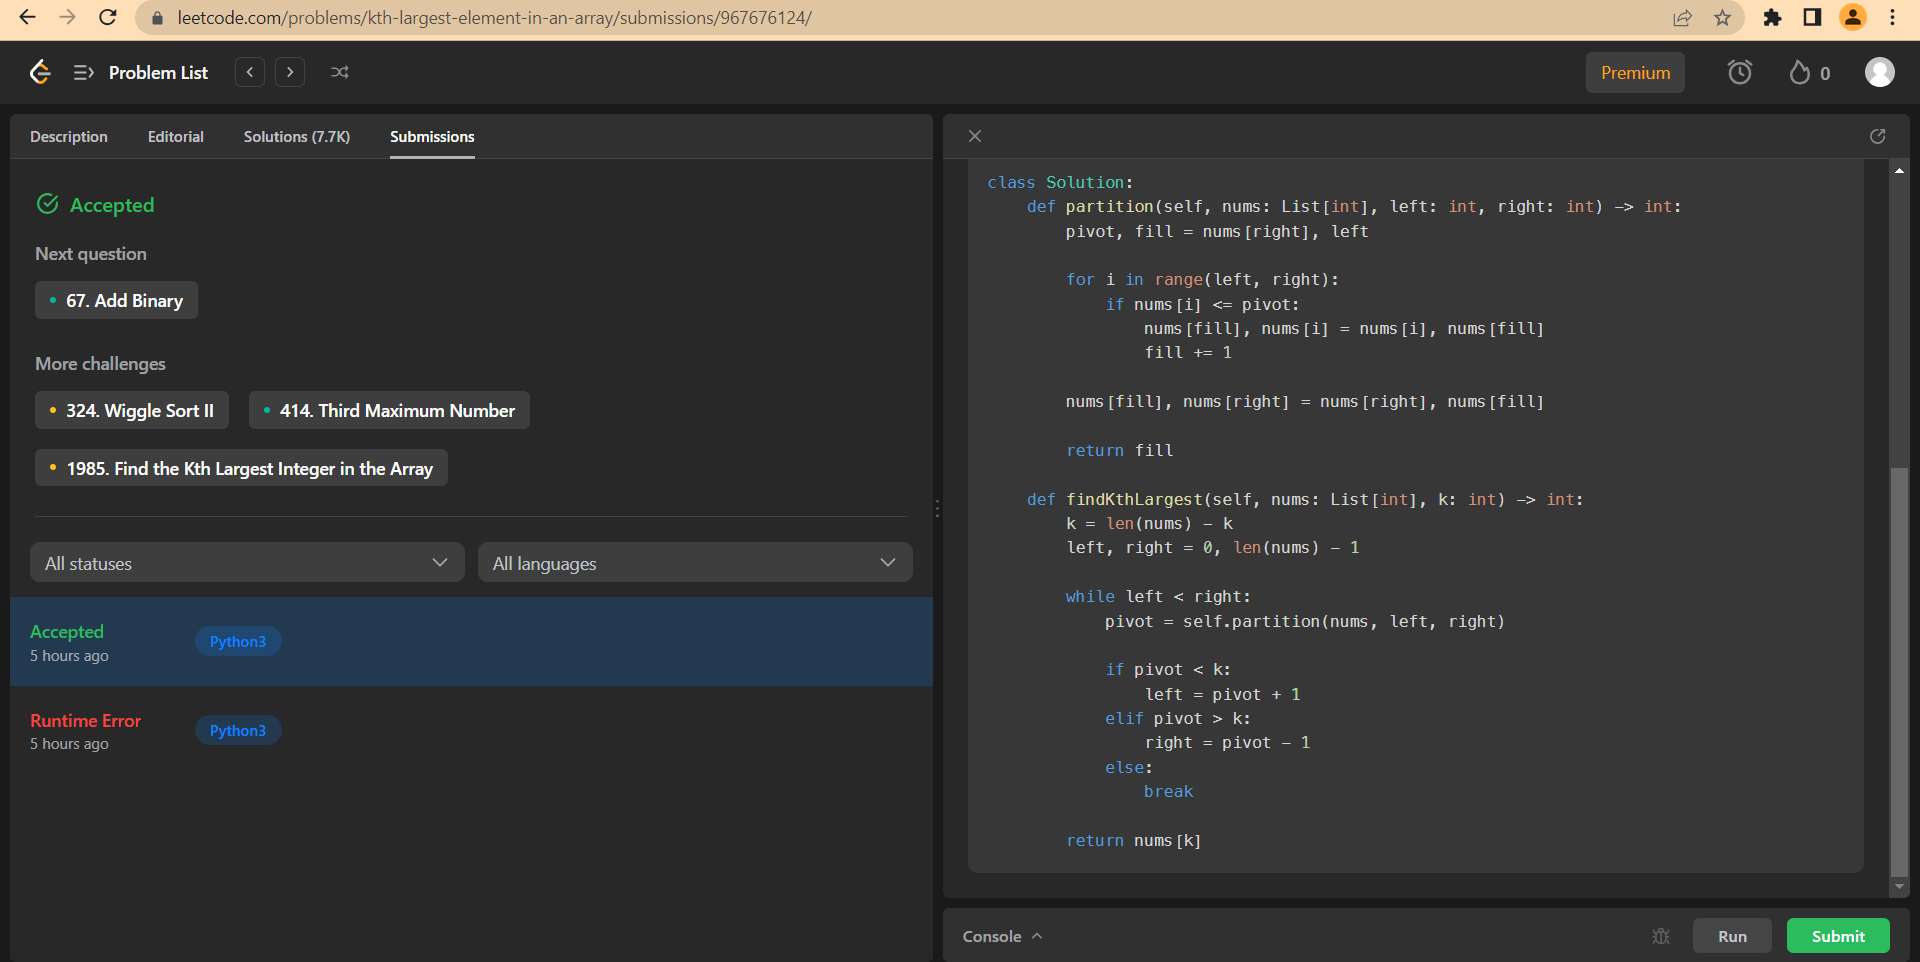 leetcode.com/problems/kth-largest-element-in-an-array/submissions/967676124/
Problem List
Premium
0
Description Editorial Solutions (7.7K) Submissions
Accepted
Next question
67. Add Binary
More challenges
324. Wiggle Sort II 414. Third Maximum Number
1985. Find the Kth Largest Integer in the Array
All statuses All languages
Accepted
5 hours ago
Python3
Runtime Error
5 hours ago
Python3
class Solution:
    def partition(self, nums: List[int], left: int, right: int) -> int:
        pivot, fill = nums[right], left

        for i in range(left, right):
            if nums[i] <= pivot:
                nums[fill], nums[i] = nums[i], nums[fill]
                fill += 1

        nums[fill], nums[right] = nums[right], nums[fill]

        return fill

    def findKthLargest(self, nums: List[int], k: int) -> int:
        k = len(nums) - k
        left, right = 0, len(nums) - 1

        while left < right:
            pivot = self.partition(nums, left, right)

            if pivot < k:
                left = pivot + 1
            elif pivot > k:
                right = pivot - 1
            else:
                break

        return nums[k]
Console
Run
Submit